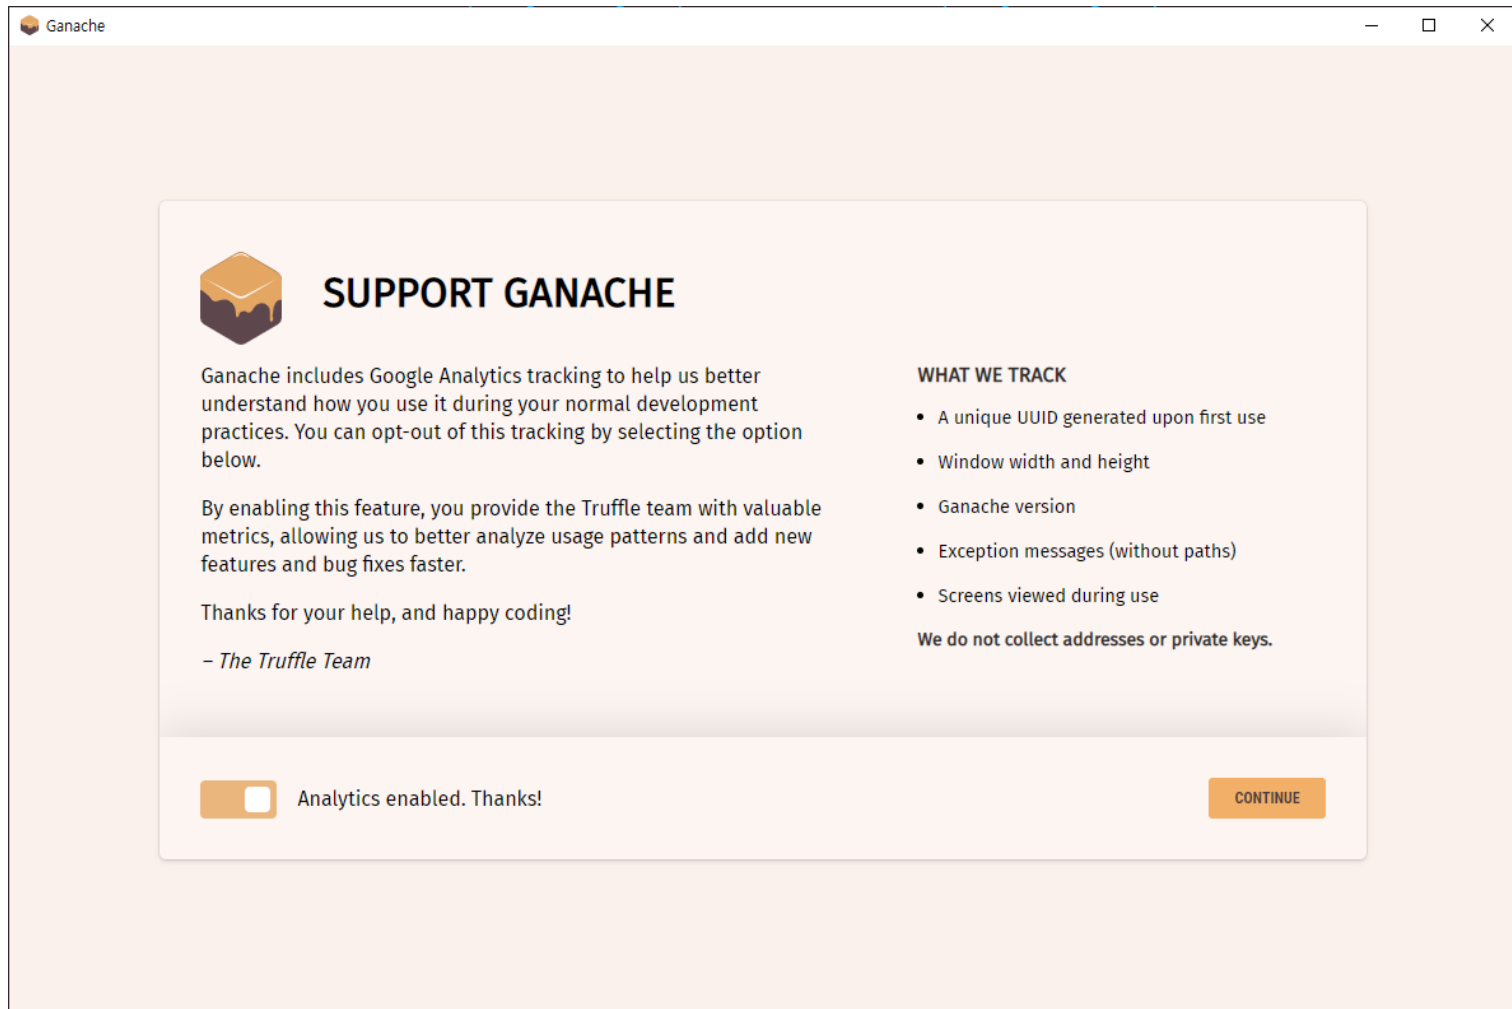 Ganache
SUPPORT GANACHE
Ganache includes Google Analytics tracking to help us better
understand how you use it during your normal development
practices. You can opt-out of this tracking by selecting the option
below.
By enabling this feature, you provide the Truffle team with valuable
metrics, allowing us to better analyze usage patterns and add new
features and bug fixes faster.
Thanks for your help, and happy coding!
– The Truffle Team
WHAT WE TRACK
• A unique UUID generated upon first use
• Window width and height
• Ganache version
• Exception messages (without paths)
• Screens viewed during use
We do not collect addresses or private keys.
Analytics enabled. Thanks!
CONTINUE